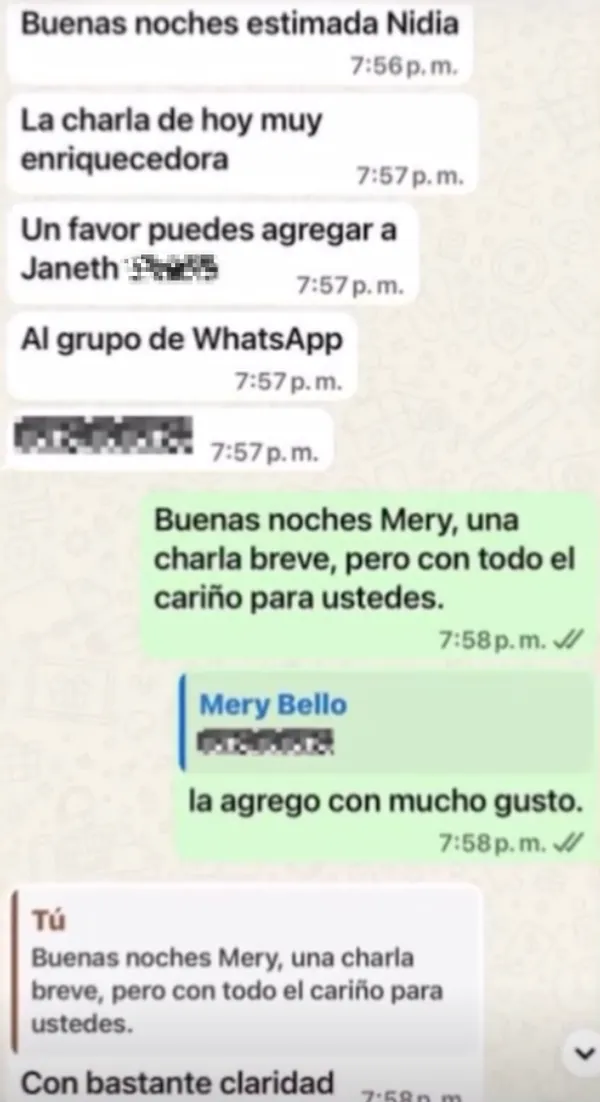 Buenas noches estimada Nidia
7:56 p. m.
La charla de hoy muy
enriquecedora
7:57 p. m.
Un favor puedes agregar a
Janeth
7:57 p. m.
Al grupo de WhatsApp
7:57 p. m.
7:57 p. m.
Buenas noches Mery, una
charla breve, pero con todo el
cariño para ustedes.
7:58 p. m.
Mery Bello
la agrego con mucho gusto.
7:58 p. m.
Tú
Buenas noches Mery, una charla
breve, pero con todo el cariño para
ustedes.
Con bastante claridad
7:58 p. m.